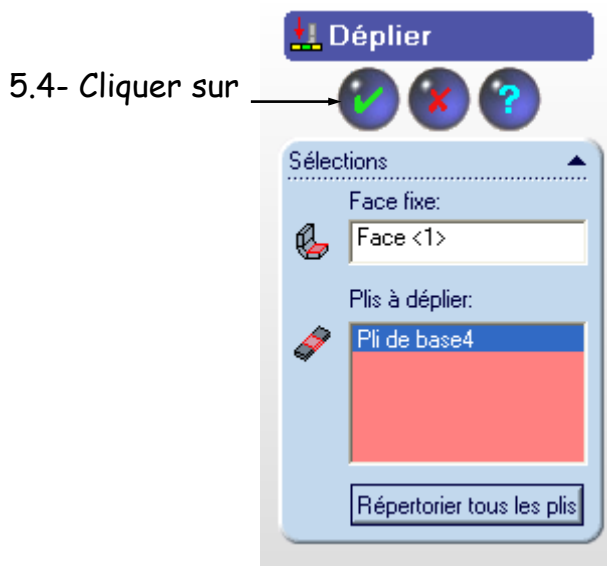 Déplier
5.4- Cliquer sur
?
Sélections
Face fixe:
Face <1>
Plis à déplier:
Pli de base4
Répertorier tous les plis